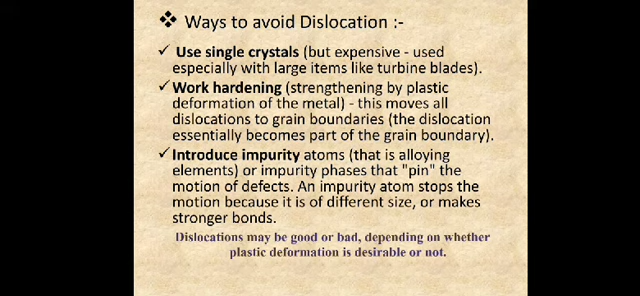 ❖ Ways to avoid Dislocation :-
✓ Use single crystals (but expensive - used
especially with large items like turbine blades).
✓ Work hardening (strengthening by plastic
deformation of the metal) - this moves all
dislocations to grain boundaries (the dislocation
essentially becomes part of the grain boundary).
✓ Introduce impurity atoms (that is alloying
elements) or impurity phases that "pin" the
motion of defects. An impurity atom stops the
motion because it is of different size, or makes
stronger bonds.
Dislocations may be good or bad, depending on whether
plastic deformation is desirable or not.